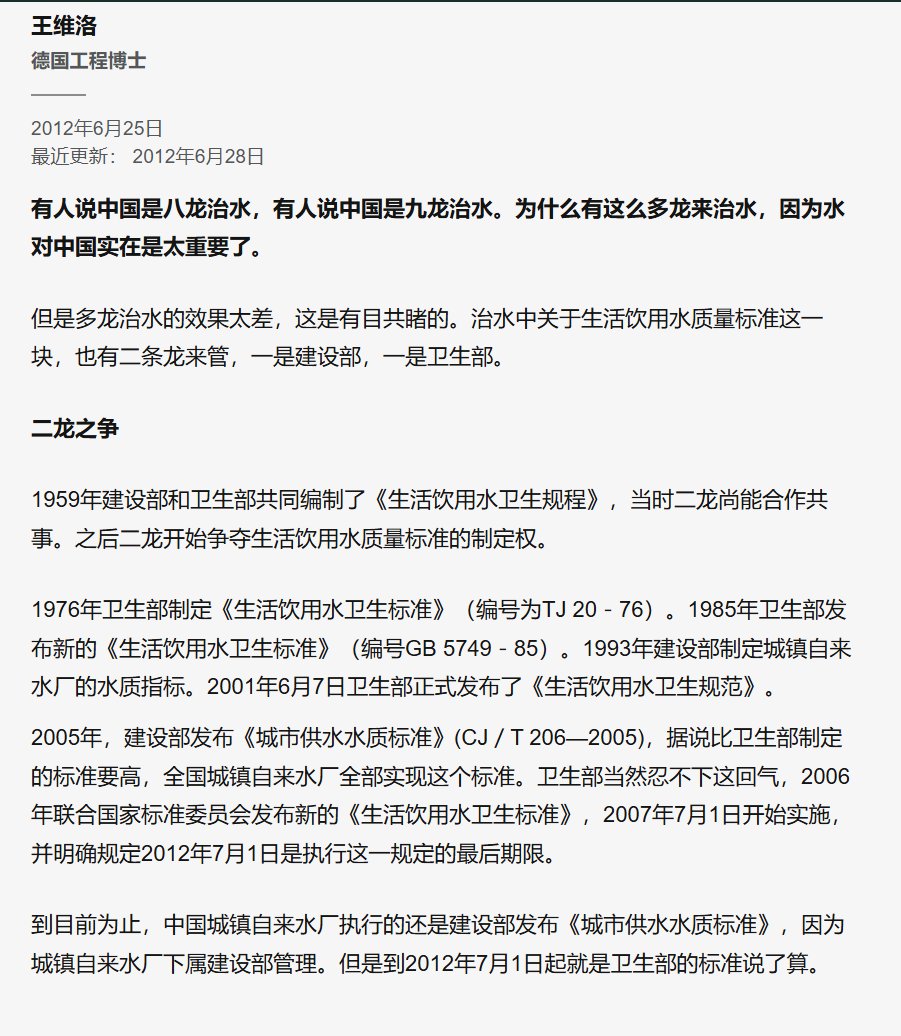 王维洛
德国工程博士
2012年6月25日
最近更新： 2012年6月28日
有人说中国是八龙治水，有人说中国是九龙治水。为什么有这么多龙来治水，因为水
对中国实在是太重要了。
但是多龙治水的效果太差，这是有目共睹的。治水中关于生活饮用水质量标准这一
块，也有二条龙来管，一是建设部，一是卫生部。
二龙之争
1959年建设部和卫生部共同编制了《生活饮用水卫生规程》，当时二龙尚能合作共
事。之后二龙开始争夺生活饮用水质量标准的制定权。
1976年卫生部制定《生活饮用水卫生标准》（编号为TJ 20－76）。1985年卫生部发
布新的《生活饮用水卫生标准》（编号GB 5749－85）。1993年建设部制定城镇自来
水厂的水质指标。2001年6月7日卫生部正式发布了《生活饮用水卫生规范》。
2005年，建设部发布《城市供水水质标准》(CJ／T 206—2005)，据说比卫生部制定
的标准要高，全国城镇自来水厂全部实现这个标准。卫生部当然忍不下这回气，2006
年联合国家标准委员会发布新的《生活饮用水卫生标准》，2007年7月1日开始实施，
并明确规定2012年7月1日是执行这一规定的最后期限。
到目前为止，中国城镇自来水厂执行的还是建设部发布《城市供水水质标准》，因为
城镇自来水厂下属建设部管理。但是到2012年7月1日起就是卫生部的标准说了算。